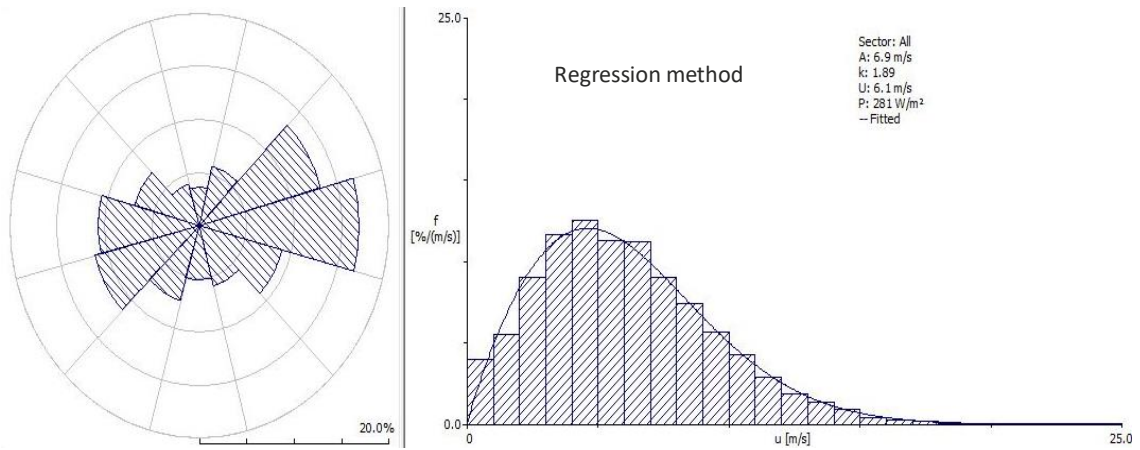 20.0%
25.0
Regression method
Sector: All
A: 6.9 m/s
k: 1.89
U: 6.1 m/s
P: 281 W/m²
-- Fitted
f
[%/(m/s)]
0.0
0
u [m/s]
25.0